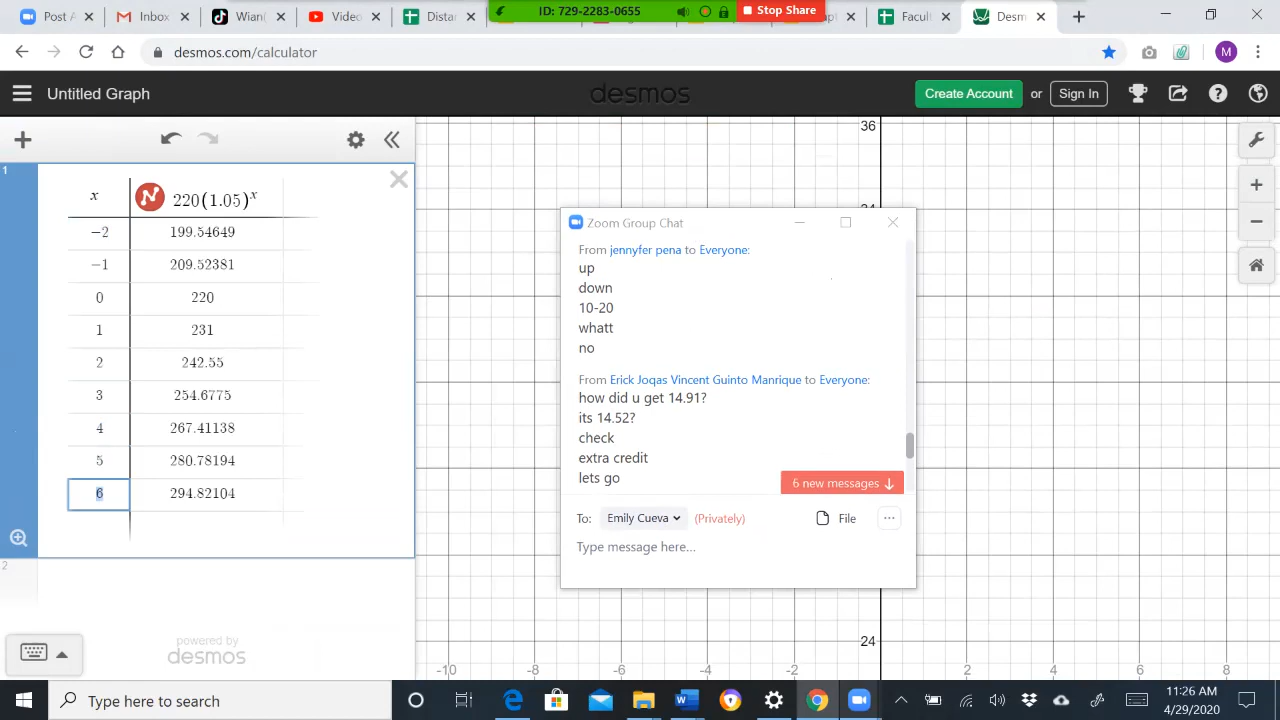 Post
Inbox
Wian
Video
Distar
ID: 729-2283-0655
Stop Share
pt
Facult
Desm
desmos.com/calculator
M
Untitled Graph
desmos
Create Account
or
Sign In
1
x
220(1.05)^x
−2 199.54649
−1 209.52381
0 220
1 231
2 242.55
3 254.6775
4 267.41138
5 280.78194
6 294.82104
2
powered by
desmos
36
34
24
-10 -8 -6 -4 -2 2 4 6 8
Zoom Group Chat
From jennyfer pena to Everyone:
up
down
10-20
whatt
no
From Erick Joqas Vincent Guinto Manrique to Everyone:
how did u get 14.91?
its 14.52?
check
extra credit
lets go
6 new messages
To: Emily Cueva (Privately)
File
Type message here...
Type here to search
11:26 AM
4/29/2020